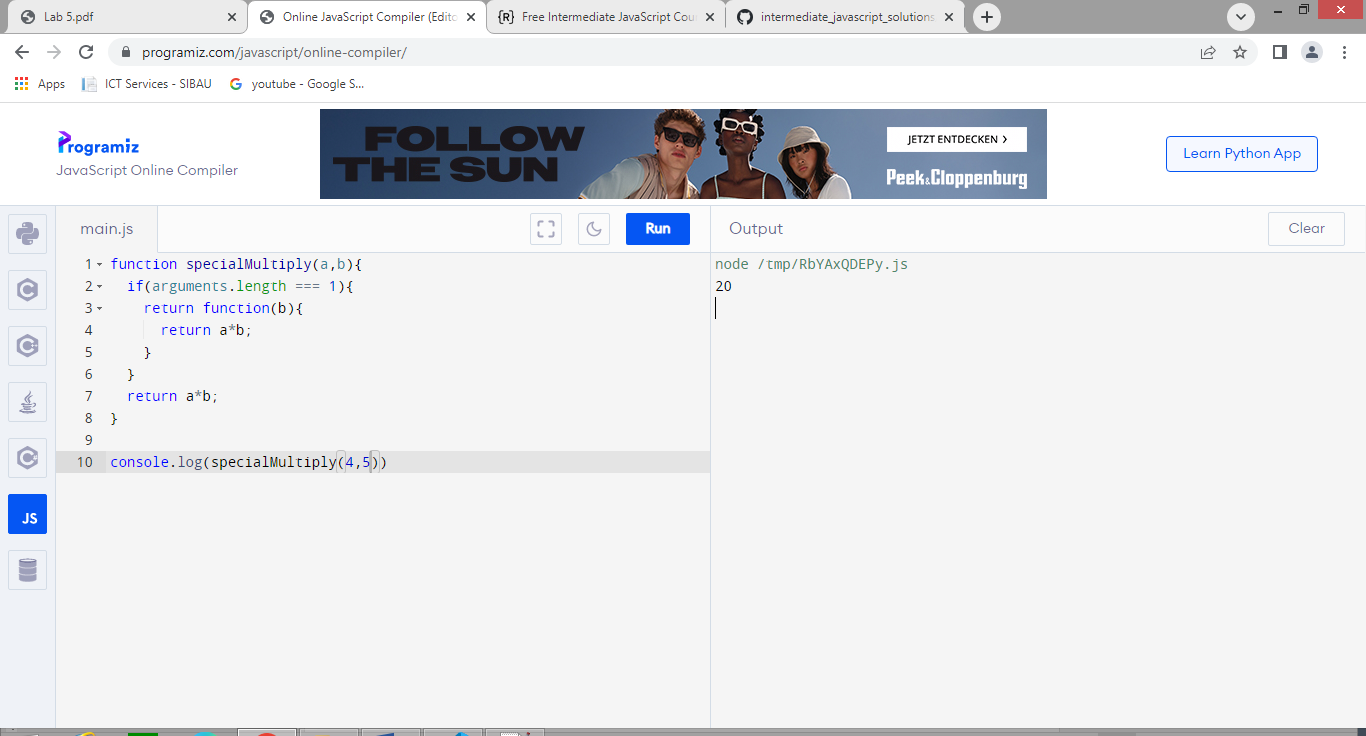 Lab 5.pdf
Online JavaScript Compiler (Edito
{R} Free Intermediate JavaScript Cou
intermediate_javascript_solutions
programiz.com/javascript/online-compiler/
Apps
ICT Services - SIBAU
youtube - Google S...
Programiz
JavaScript Online Compiler
FOLLOW
THE SUN
JETZT ENTDECKEN >
Peek&Cloppenburg
Learn Python App
main.js
Run
Output
Clear
1 function specialMultiply(a,b){
2 if(arguments.length === 1){
3 return function(b){
4 return a*b;
5 }
6 }
7 return a*b;
8 }
9
10 console.log(specialMultiply(4,5))
node /tmp/RbYAxQDEPy.js
20
JS